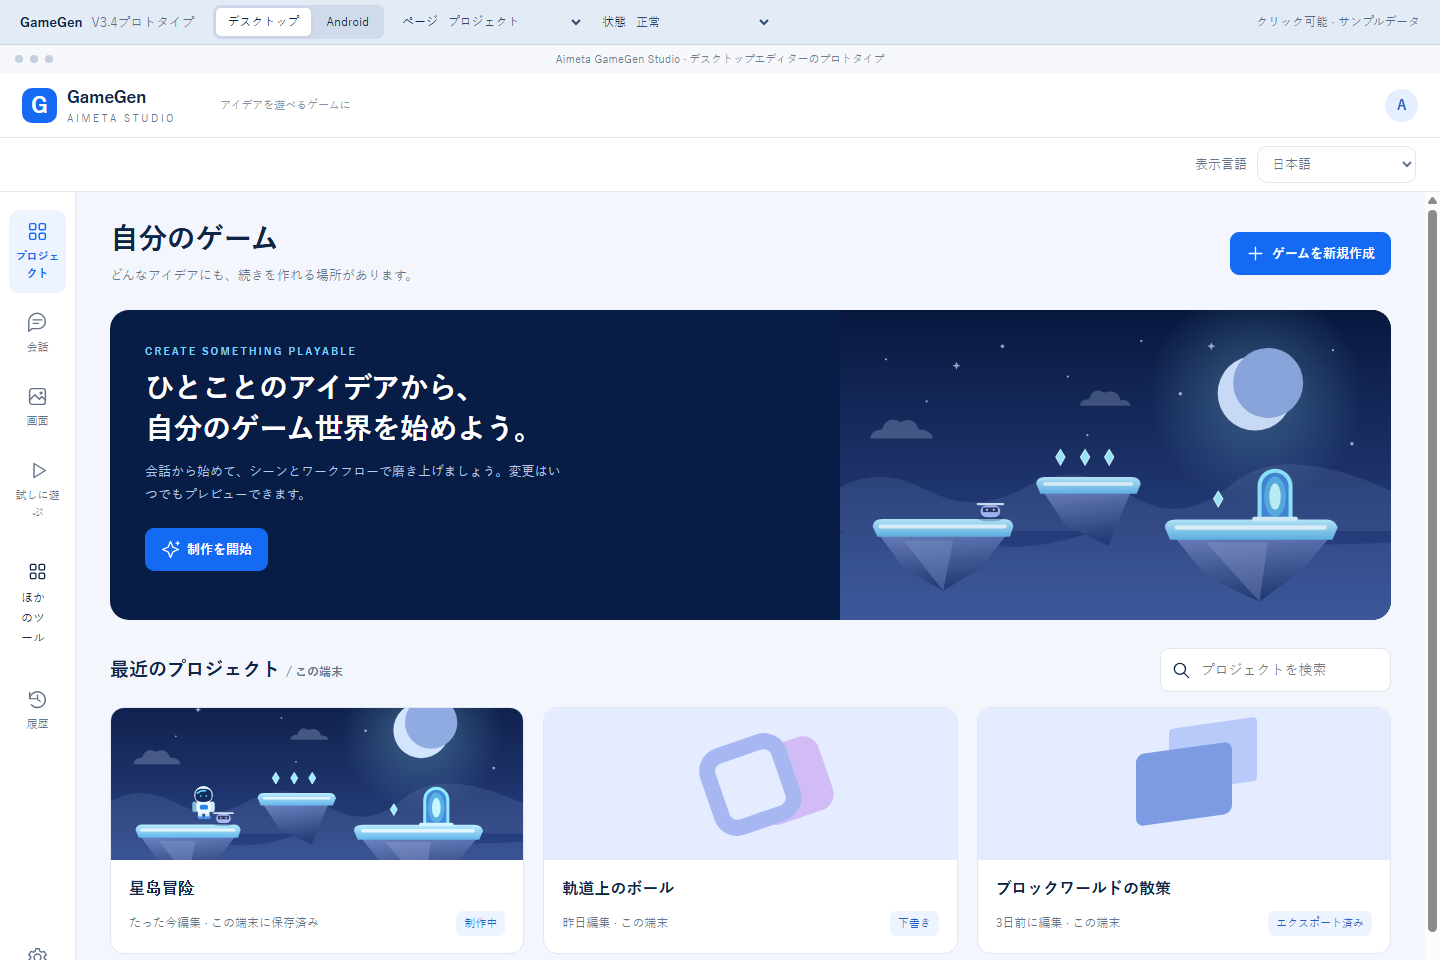 GameGen V3.4プロトタイプ デスクトップ Android ページ プロジェクト 状態 正常 クリック可能 · サンプルデータ
Aimeta GameGen Studio · デスクトップエディターのプロトタイプ
G GameGen
AIMETA STUDIO
アイデアを遊べるゲームに
A
表示言語 日本語
プロジェ
クト
会話
画面
試しに遊
ぶ
ほか
のツ
ール
履歴
自分のゲーム
どんなアイデアにも、続きを作れる場所があります。
ゲームを新規作成
CREATE SOMETHING PLAYABLE
ひとことのアイデアから、
自分のゲーム世界を始めよう。
会話から始めて、シーンとワークフローで磨き上げましょう。変更はい
つでもプレビューできます。
制作を開始
最近のプロジェクト / この端末
プロジェクトを検索
星岛冒险
たった今編集 · この端末に保存済み 制作中
軌道上のボール
昨日編集 · この端末 下書き
ブロックワールドの散策
3日前に編集 · この端末 エクスポート済み